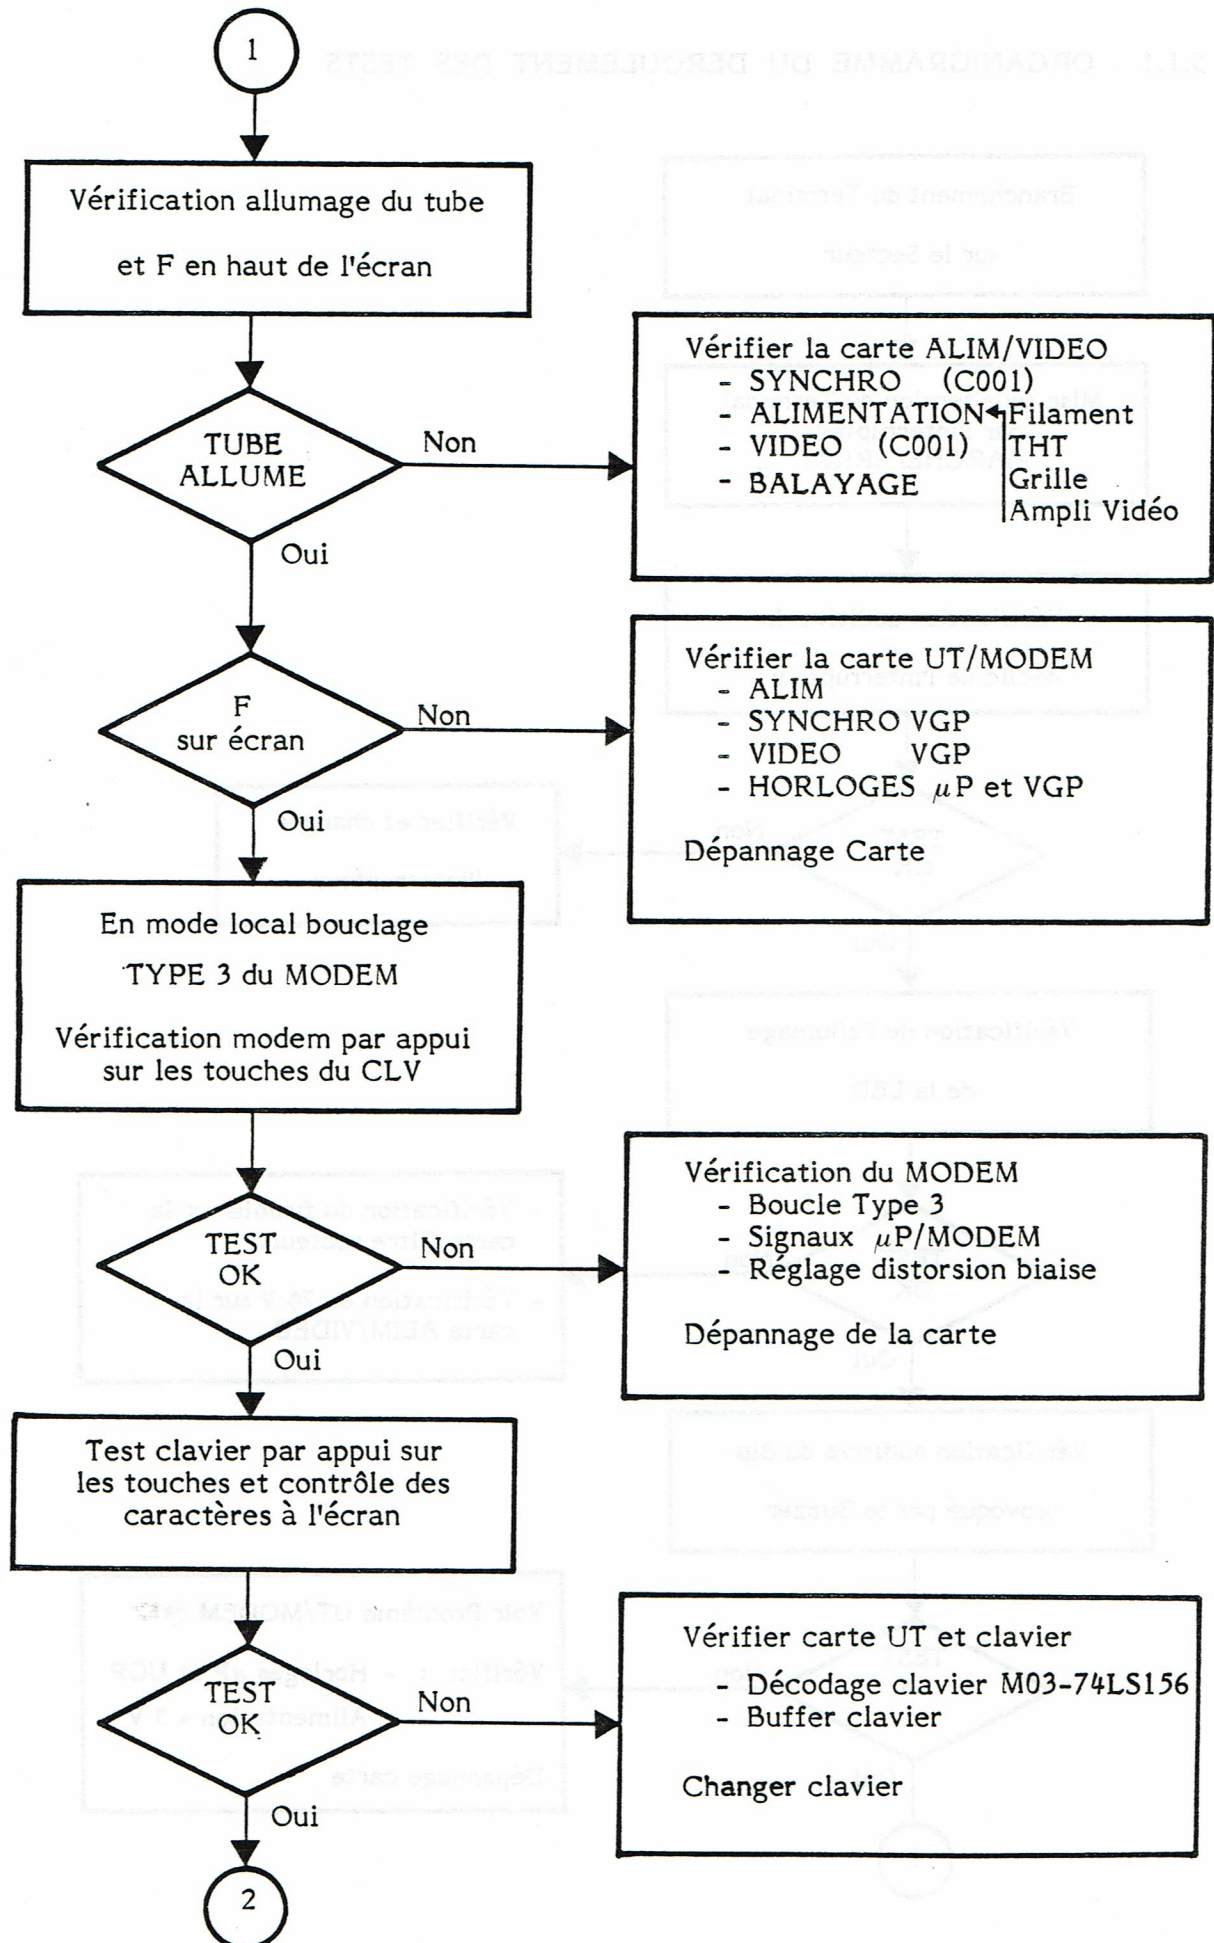 1
Vérification allumage du tube
et F en haut de l'écran
TUBE
ALLUME
Non
Oui
Vérifier la carte ALIM/VIDEO
- SYNCHRO (C001)
- ALIMENTATION Filament
- VIDEO (C001) THT
- BALAYAGE Grille
Ampli Vidéo
F
sur écran
Non
Oui
Vérifier la carte UT/MODEM
- ALIM
- SYNCHRO VGP
- VIDEO VGP
- HORLOGES µP et VGP
Dépannage Carte
En mode local bouclage
TYPE 3 du MODEM
Vérification modem par appui
sur les touches du CLV
TEST
OK
Non
Oui
Vérification du MODEM
- Boucle Type 3
- Signaux µP/MODEM
- Réglage distorsion biaise
Dépannage de la carte
Test clavier par appui sur
les touches et contrôle des
caractères à l'écran
TEST
OK
Non
Oui
Vérifier carte UT et clavier
- Décodage clavier M03-74LS156
- Buffer clavier
Changer clavier
2